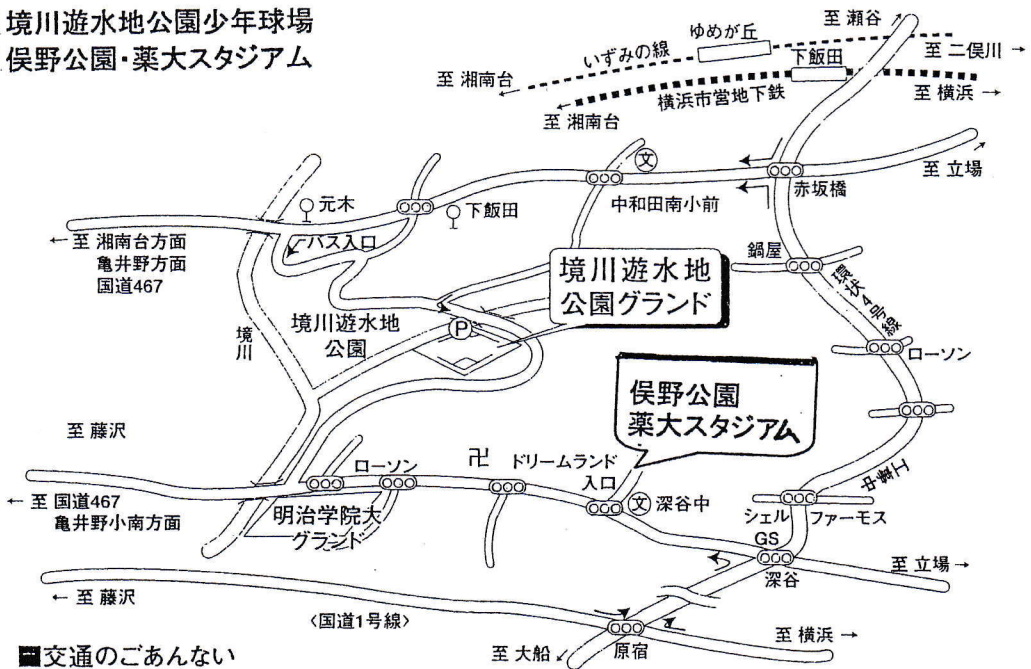 境川遊水地公園少年球場
俣野公園・薬大スタジアム
至 瀬谷
ゆめが丘
いずみの線
至 二俣川
下飯田
至 湘南台
横浜市営地下鉄
至 横浜 →
至 湘南台
文
至 立場
元木
下飯田
中和田南小前
赤坂橋
← 至 湘南台方面
亀井野方面
国道467
バス入口
鍋屋
境川遊水地
公園グランド
環状4号線
境川
境川遊水地
公園
P
ローソン
俣野公園
薬大スタジアム
至 藤沢
ローソン
卍
ドリームランド
入口
工事中
← 至 国道467
亀井野小南方面
明治学院大
グランド
文
深谷中
シェル
GS
ファーモス
深谷
至 立場 →
← 至 藤沢
〈国道1号線〉
原宿
至 横浜 →
至 大船
■交通のごあんない